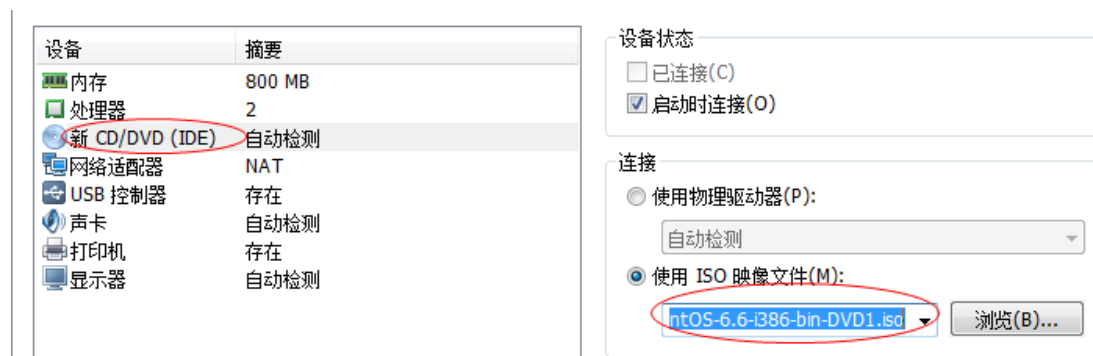 设备 摘要
内存 800 MB
处理器 2
新 CD/DVD (IDE) 自动检测
网络适配器 NAT
USB 控制器 存在
声卡 自动检测
打印机 存在
显示器 自动检测
设备状态
已连接(C)
启动时连接(O)
连接
使用物理驱动器(P):
自动检测
使用 ISO 映像文件(M):
ntOS-6.6-i386-bin-DVD1.iso
浏览(B)...